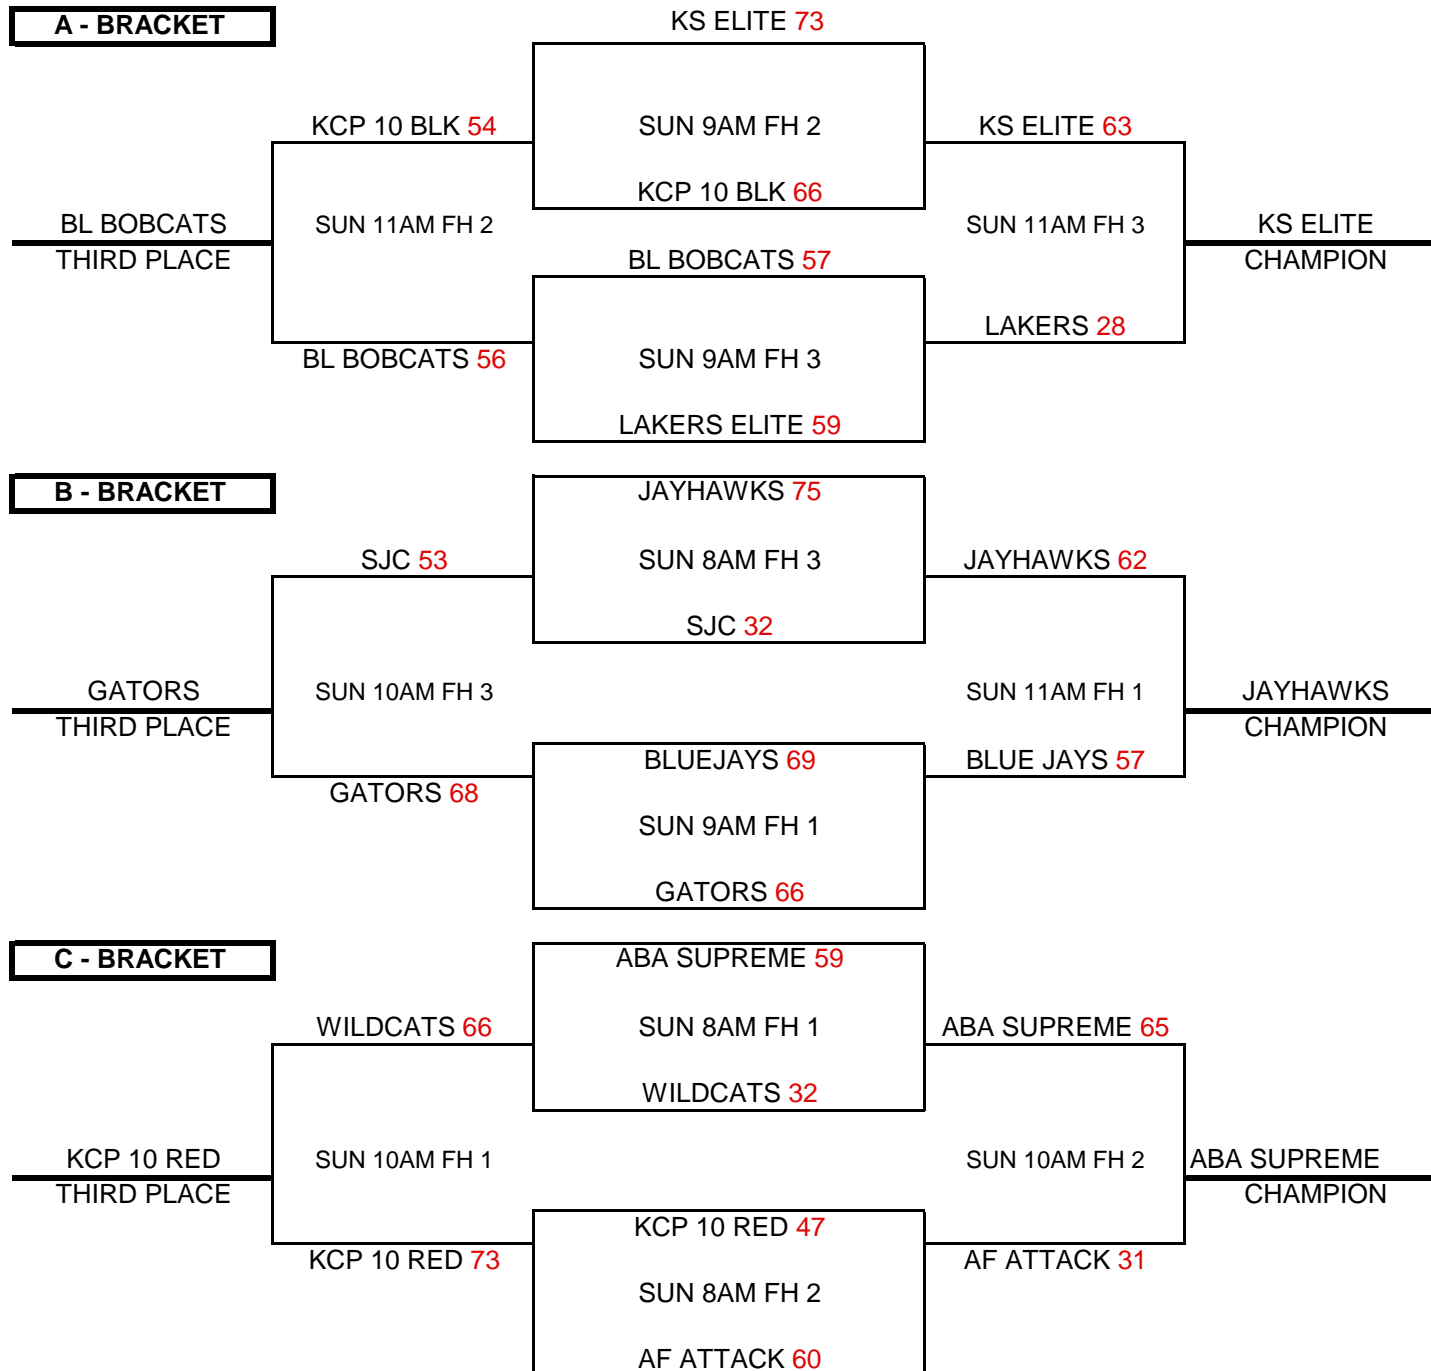 A - BRACKET
KS ELITE 73
KCP 10 BLK 54
SUN 9AM FH 2
KS ELITE 63
KCP 10 BLK 66
BL BOBCATS
SUN 11AM FH 2
SUN 11AM FH 3
KS ELITE
THIRD PLACE
BL BOBCATS 57
CHAMPION
LAKERS 28
BL BOBCATS 56
SUN 9AM FH 3
LAKERS ELITE 59
B - BRACKET
JAYHAWKS 75
SJC 53
SUN 8AM FH 3
JAYHAWKS 62
SJC 32
GATORS
SUN 10AM FH 3
SUN 11AM FH 1
JAYHAWKS
THIRD PLACE
CHAMPION
BLUEJAYS 69
BLUE JAYS 57
GATORS 68
SUN 9AM FH 1
GATORS 66
C - BRACKET
ABA SUPREME 59
WILDCATS 66
SUN 8AM FH 1
ABA SUPREME 65
WILDCATS 32
KCP 10 RED
SUN 10AM FH 1
SUN 10AM FH 2
ABA SUPREME
THIRD PLACE
CHAMPION
KCP 10 RED 47
KCP 10 RED 73
AF ATTACK 31
SUN 8AM FH 2
AF ATTACK 60